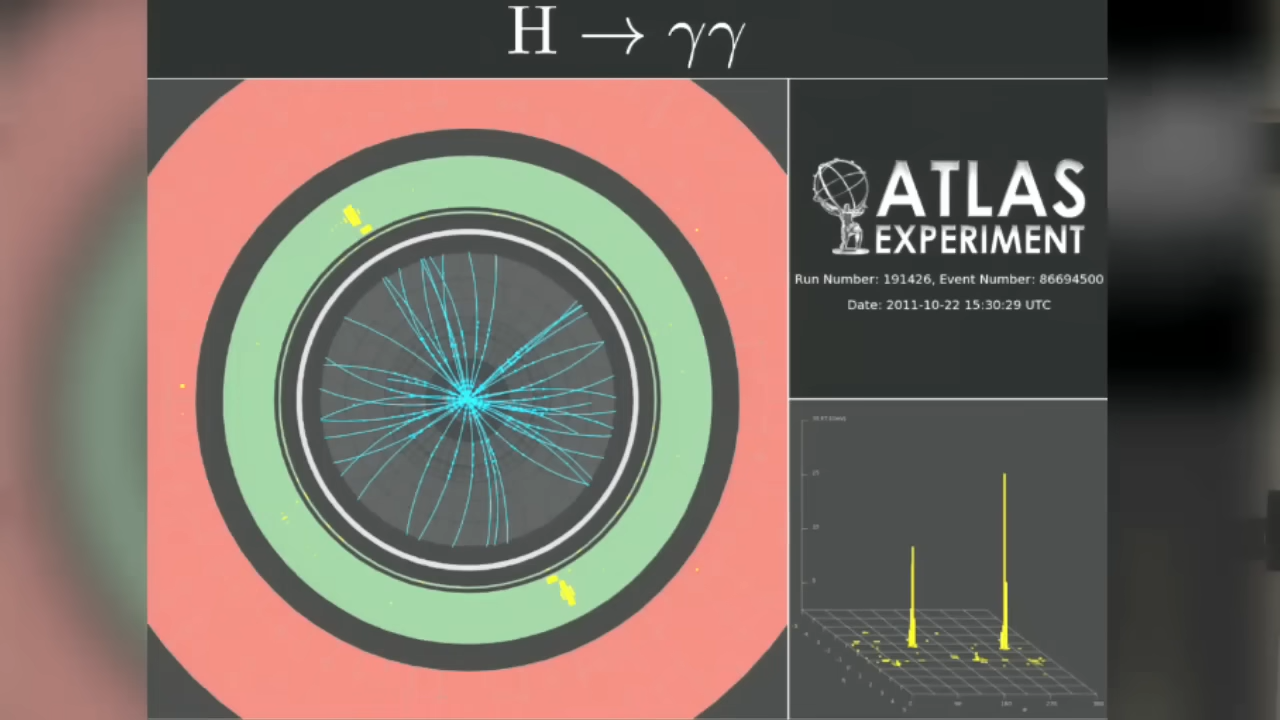 H → γγ
ATLAS
EXPERIMENT
Run Number: 191426, Event Number: 86694500
Date: 2011-10-22 15:30:29 UTC